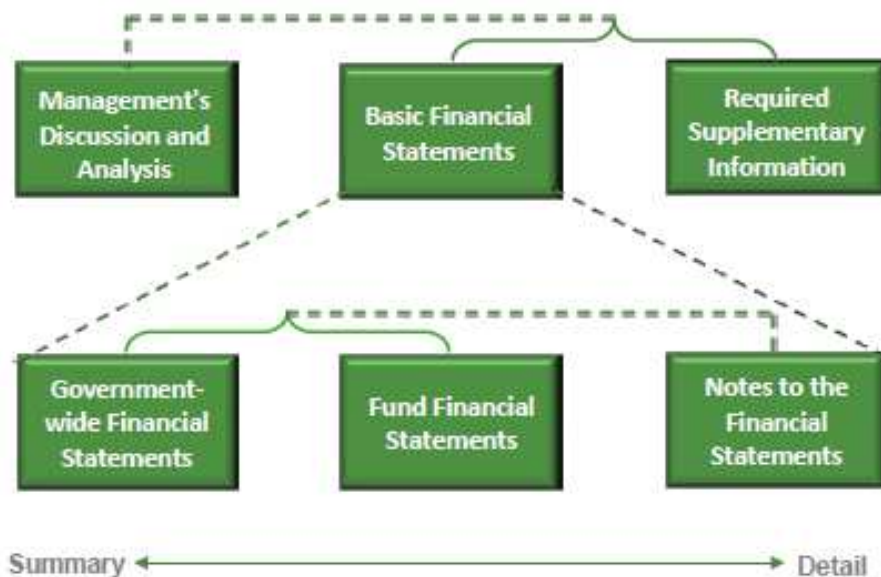 Management's
Discussion and
Analysis
Basic Financial
Statements
Required
Supplementary
Information
Government-
wide Financial
Statements
Fund Financial
Statements
Notes to the
Financial
Statements
Summary
Detail